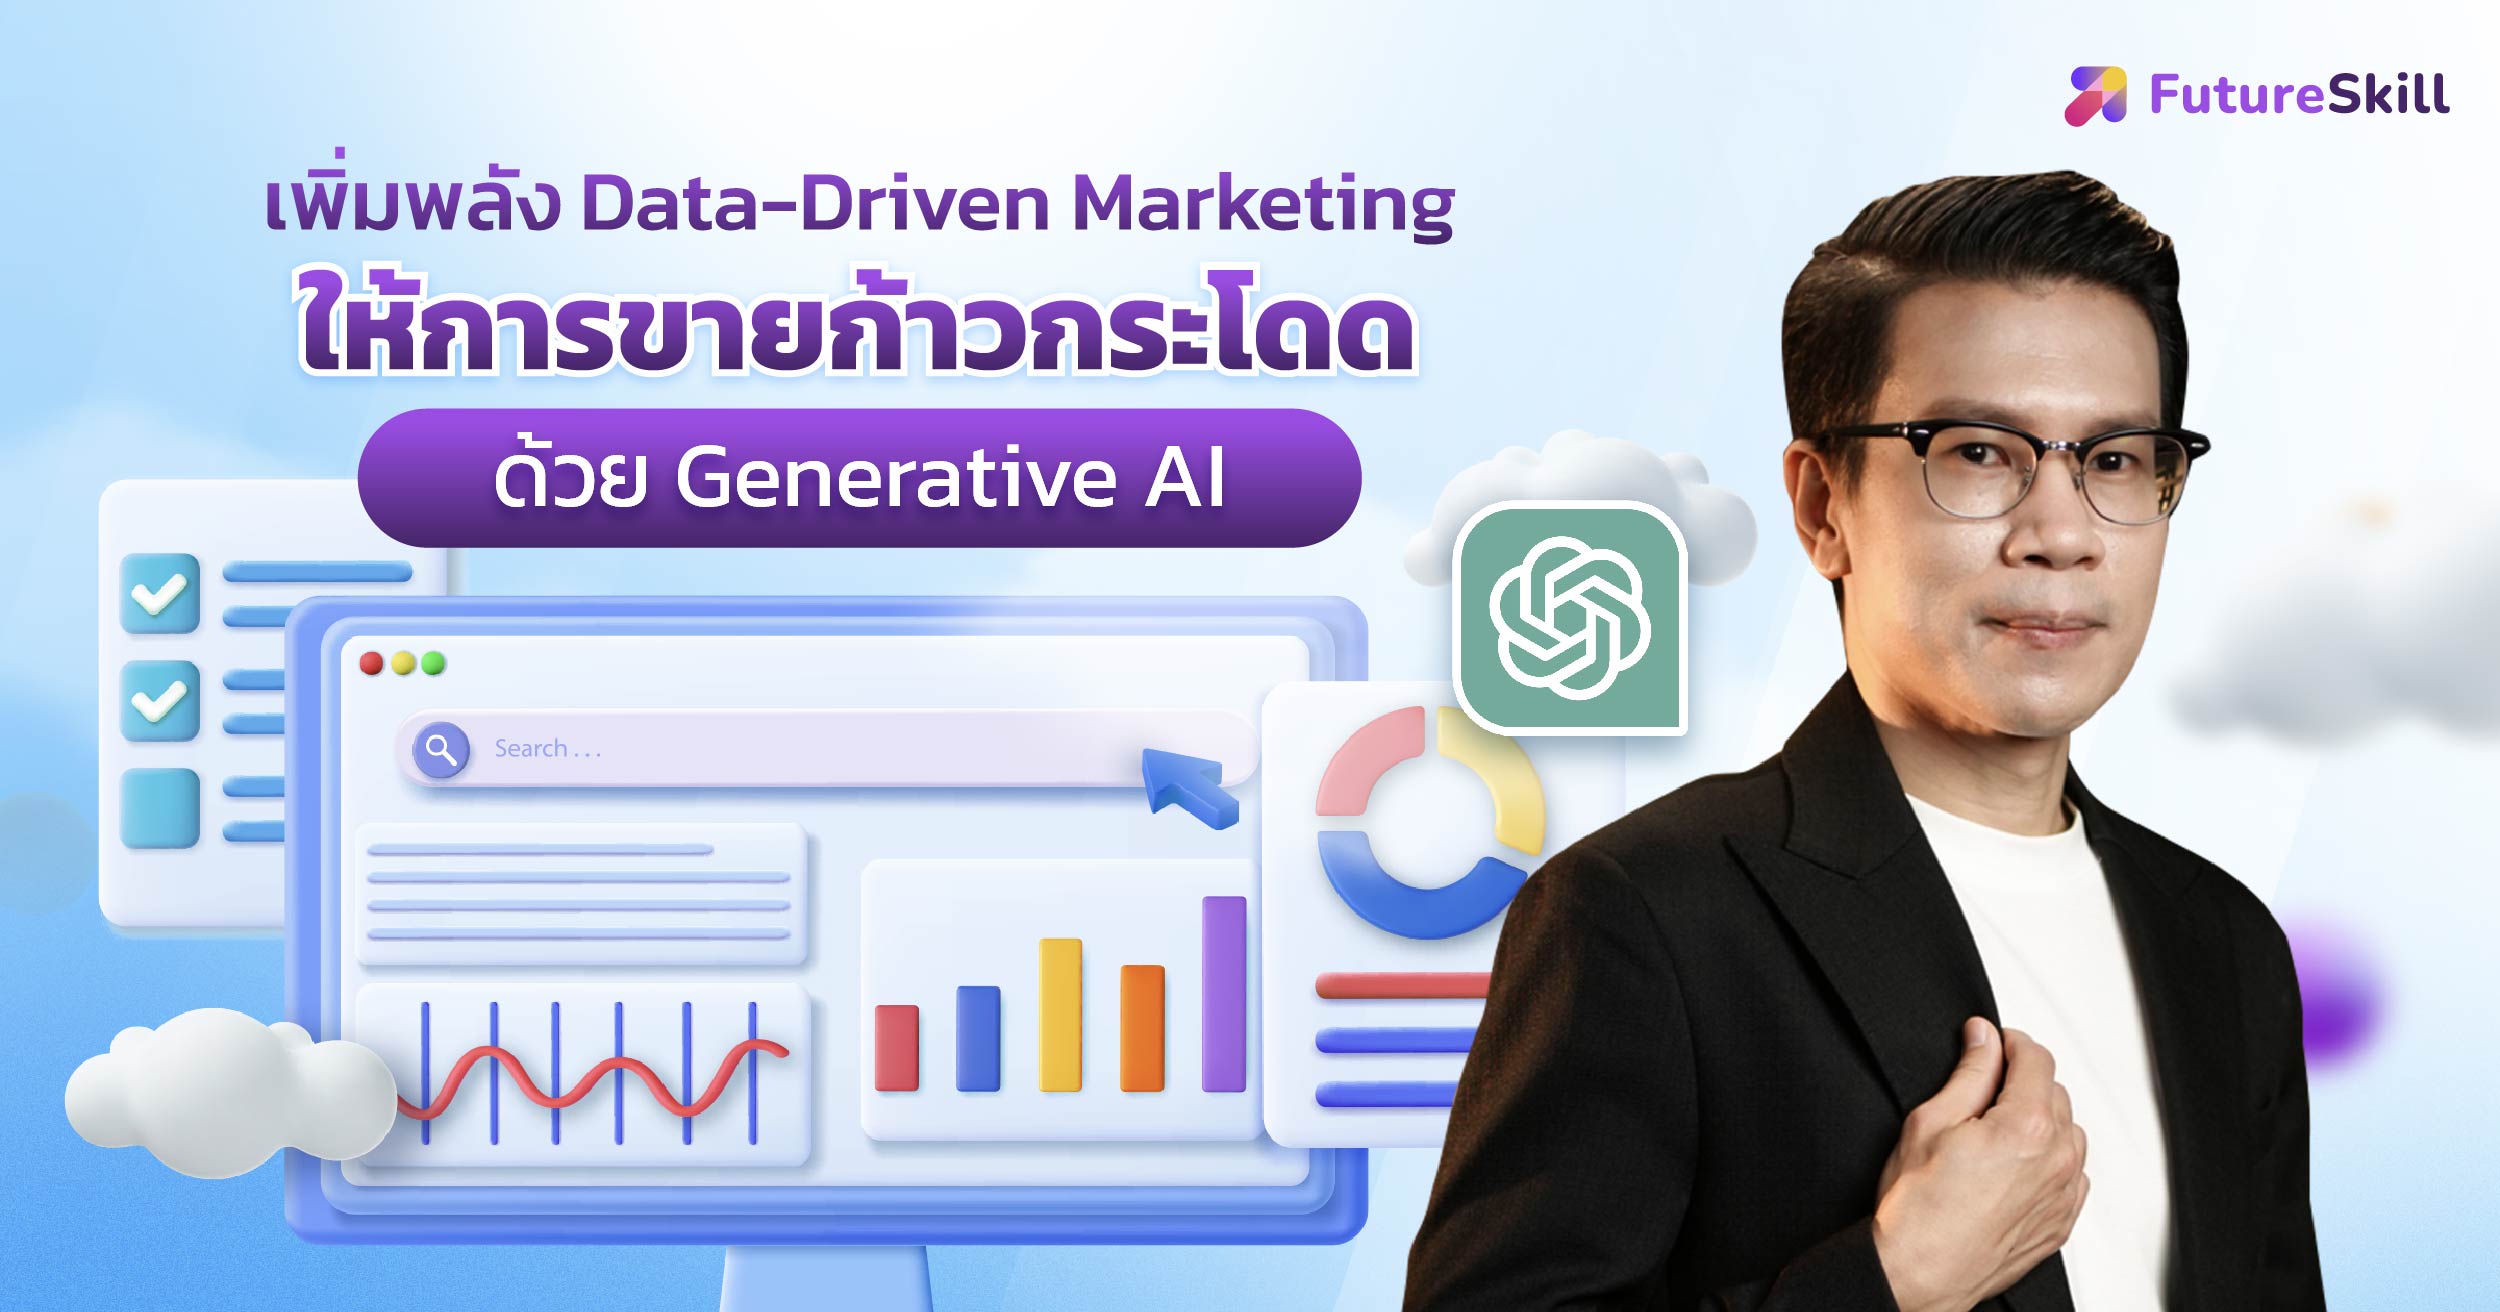 FutureSkill
เพิ่มพลัง Data-Driven Marketing
ให้การขายก้าวกระโดด
ด้วย Generative AI
Search . . .